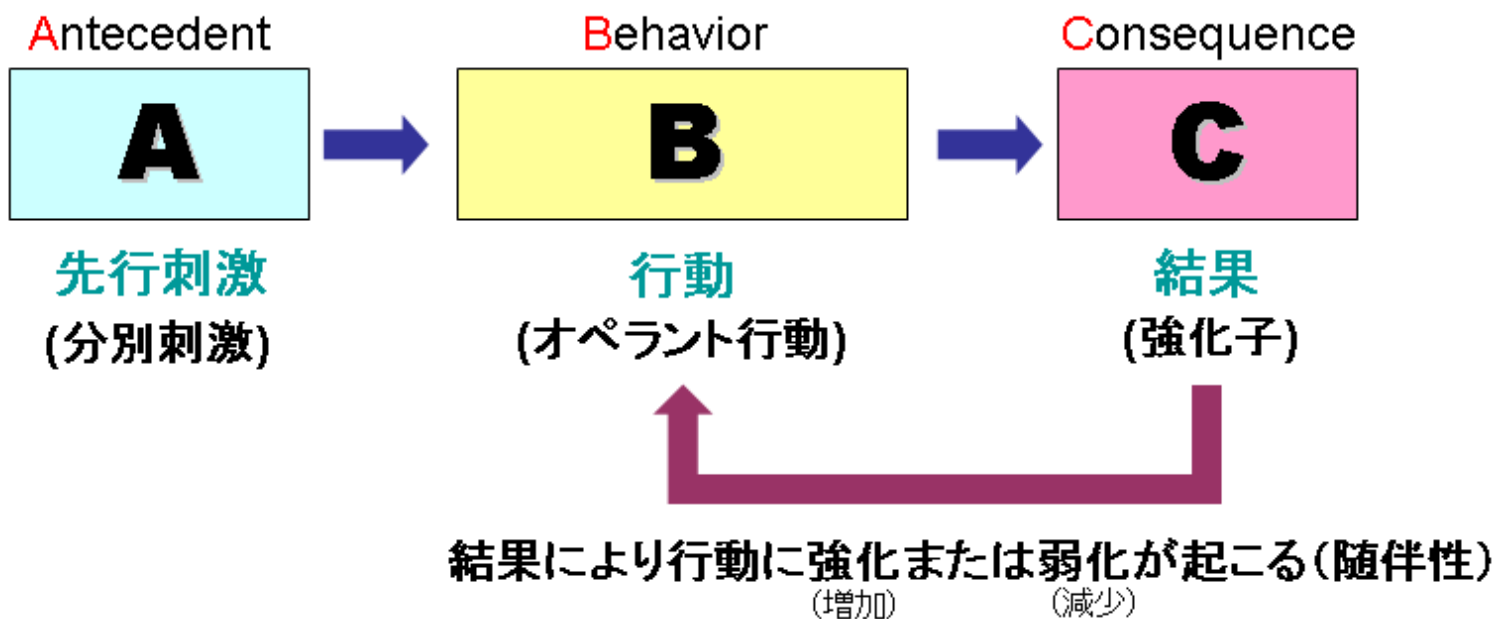 Antecedent
Behavior
Consequence
A
B
C
先行刺激
行動
結果
(分別刺激)
(オペラント行動)
(強化子)
結果により行動に強化または弱化が起こる(随伴性)
(増加)
(減少)